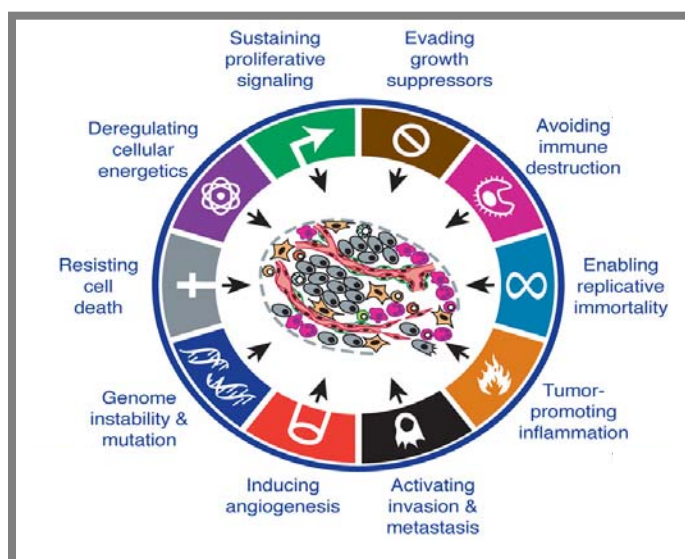 Sustaining
proliferative
signaling
Evading
growth
suppressors
Avoiding
immune
destruction
Enabling
replicative
immortality
Tumor-
promoting
inflammation
Activating
invasion &
metastasis
Inducing
angiogenesis
Genome
instability &
mutation
Resisting
cell
death
Deregulating
cellular
energetics